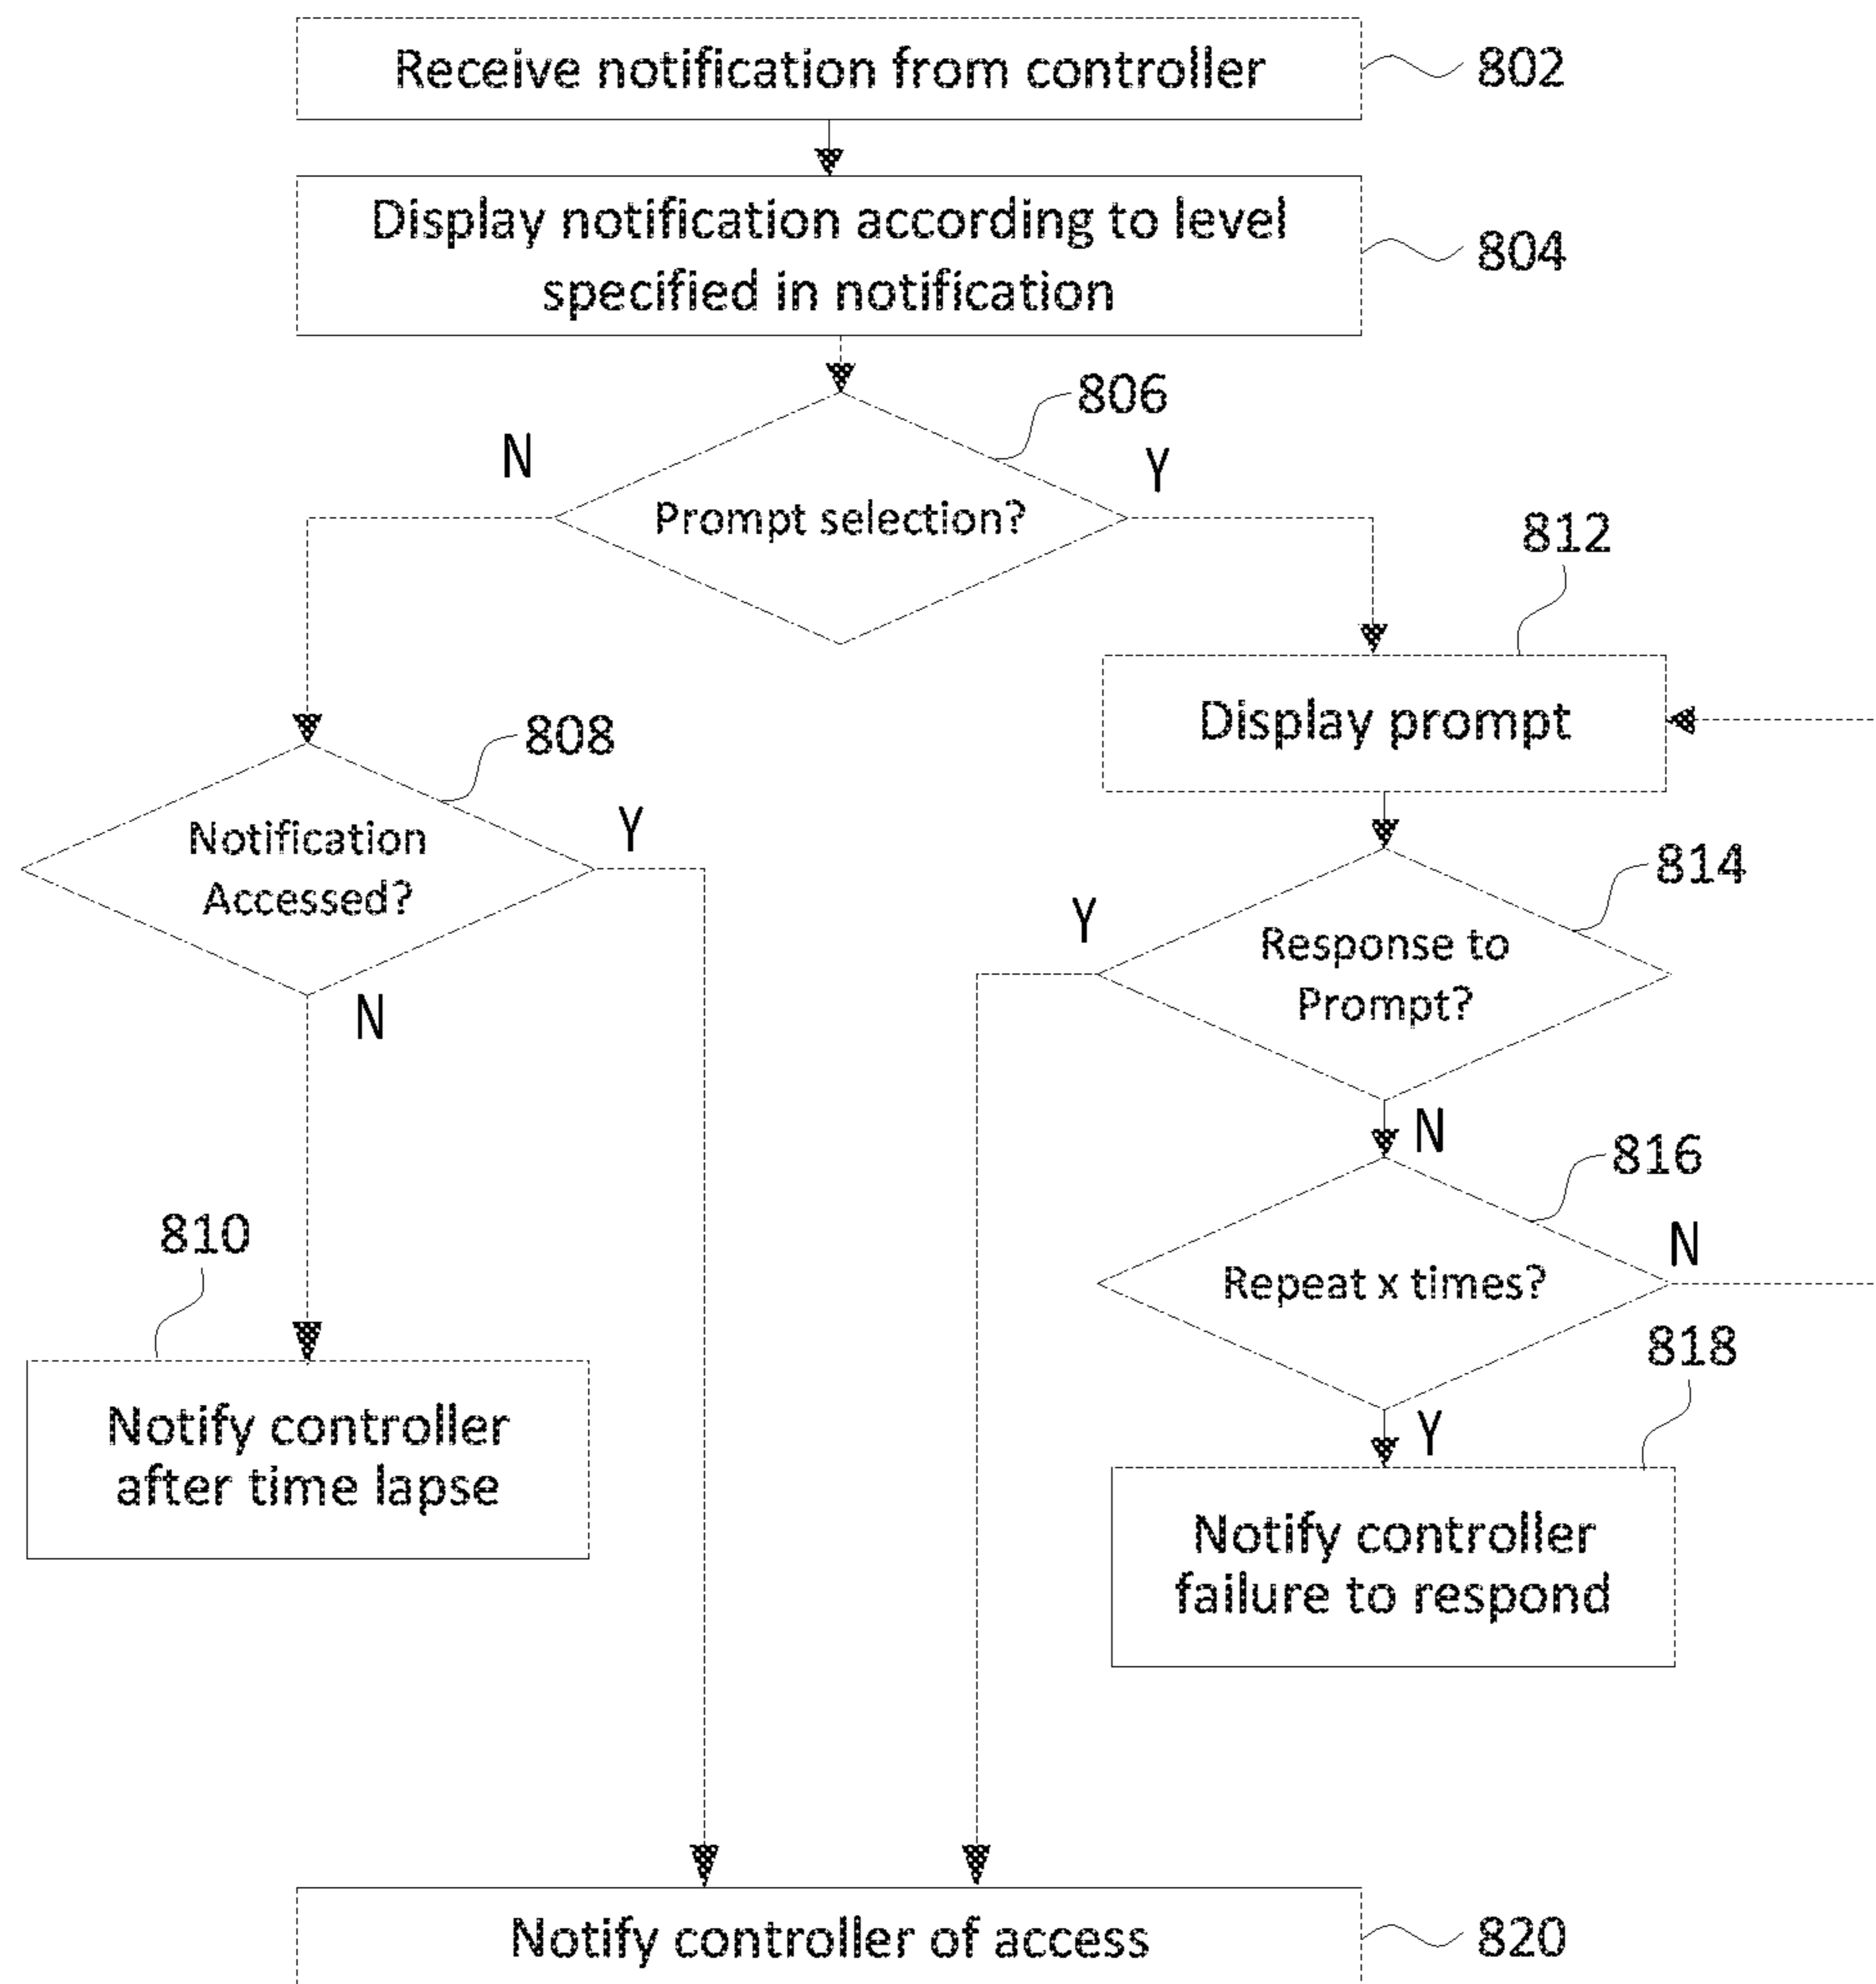 Receive notification from controller
802
Display notification according to level
specified in notification
804
806
N
Y
Prompt selection?
812
Display prompt
808
Notification
Accessed?
Y
N
814
Y
Response to
Prompt?
N
816
Repeat x times?
N
810
Notify controller
after time lapse
818
Y
Notify controller
failure to respond
Notify controller of access
820